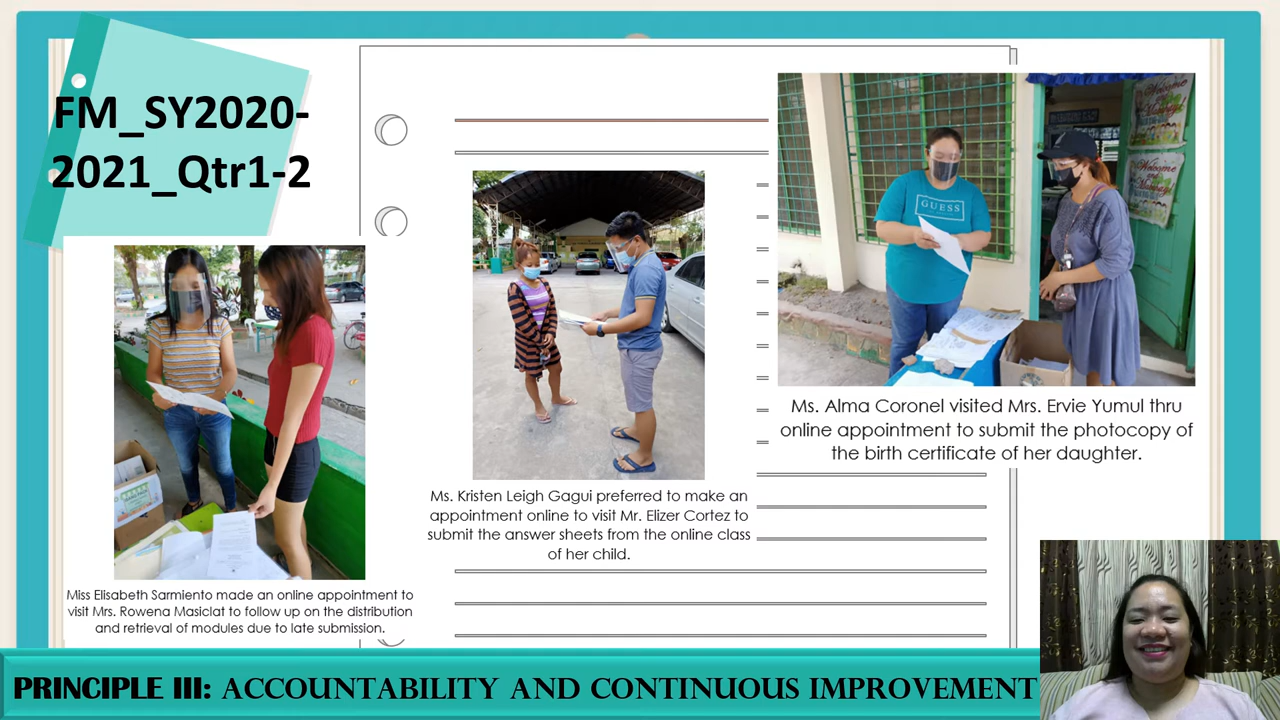 FM_SY2020-
2021_Qtr1-2
Miss Elisabeth Sarmiento made an online appointment to
visit Mrs. Rowena Masiclat to follow up on the distribution
and retrieval of modules due to late submission.
Ms. Kristen Leigh Gagui preferred to make an
appointment online to visit Mr. Elizer Cortez to
submit the answer sheets from the online class
of her child.
GUESS
Welcome
Ms. Alma Coronel visited Mrs. Ervie Yumul thru
online appointment to submit the photocopy of
the birth certificate of her daughter.
PRINCIPLE III: ACCOUNTABILITY AND CONTINUOUS IMPROVEMENT